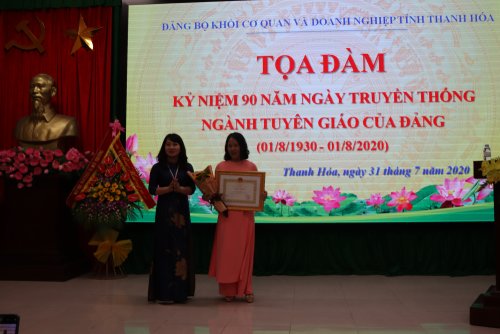 ĐẢNG BỘ KHỐI CƠ QUAN VÀ DOANH NGHIỆP TỈNH THANH HÓA
TỌA ĐÀM
KỶ NIỆM 90 NĂM NGÀY TRUYỀN THỐNG
NGÀNH TUYÊN GIÁO CỦA ĐẢNG
(01/8/1930 - 01/8/2020)
Thanh Hóa, ngày 31 tháng 7 năm 2020